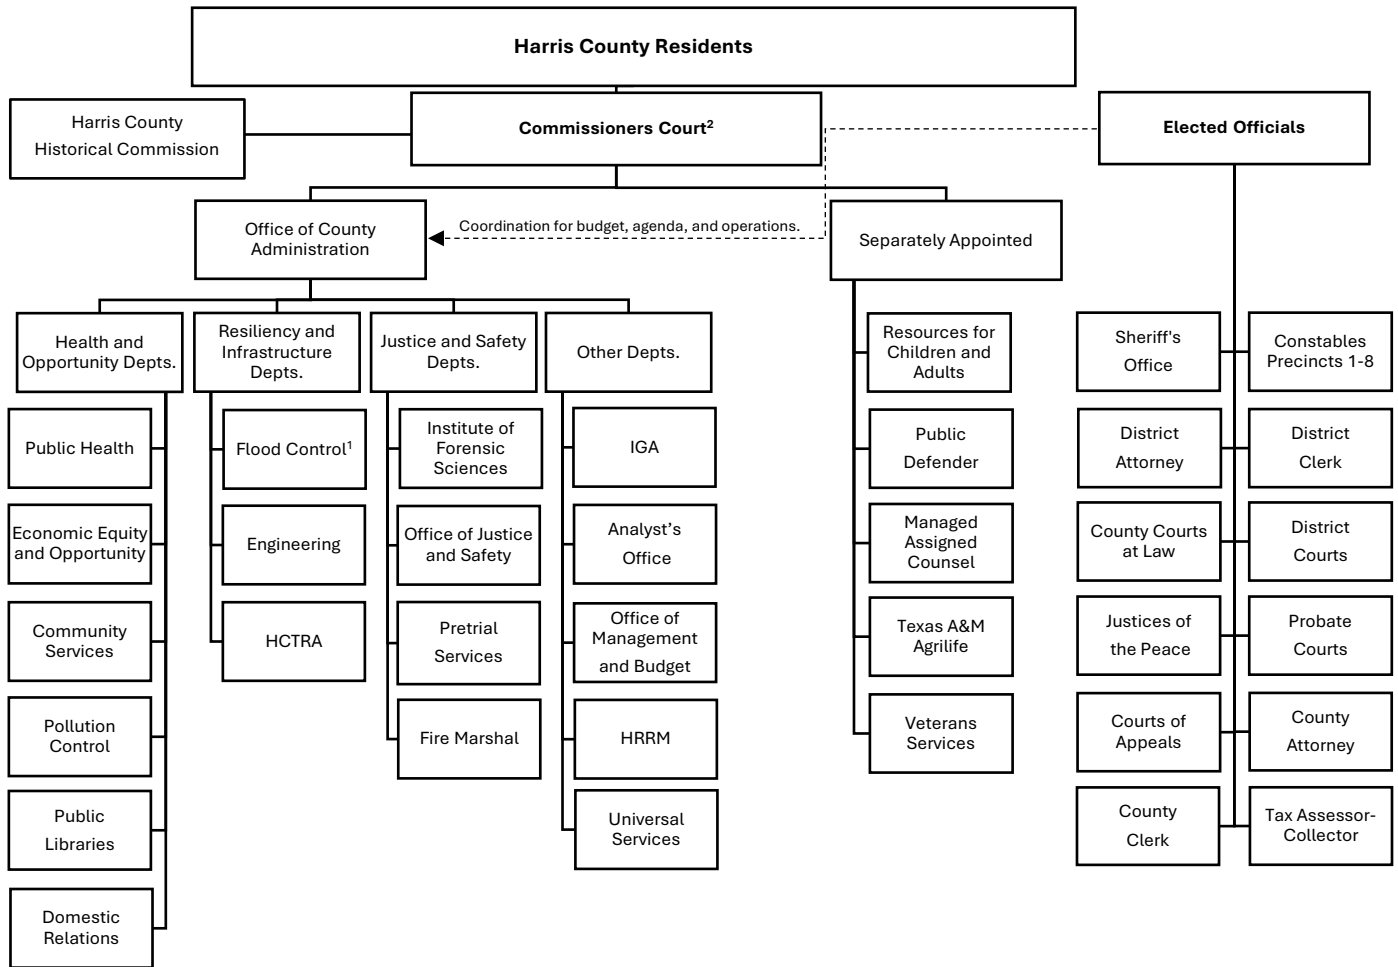 Harris County Residents
Harris County
Historical Commission
Commissioners Court²
Elected Officials
Office of County
Administration
Coordination for budget, agenda, and operations.
Separately Appointed
Health and
Opportunity Depts.
Resiliency and
Infrastructure
Depts.
Justice and Safety
Depts.
Other Depts.
Resources for
Children and
Adults
Sheriff's
Office
Constables
Precincts 1-8
Public Health
Flood Control¹
Institute of
Forensic
Sciences
IGA
Public
Defender
District
Attorney
District
Clerk
Economic Equity
and Opportunity
Engineering
Office of Justice
and Safety
Analyst's
Office
Managed
Assigned
Counsel
County Courts
at Law
District
Courts
Community
Services
HCTRA
Pretrial
Services
Office of
Management
and Budget
Texas A&M
Agrilife
Justices of
the Peace
Probate
Courts
Pollution
Control
Fire Marshal
HRRM
Veterans
Services
Courts of
Appeals
County
Attorney
Public
Libraries
Universal
Services
County
Clerk
Tax Assessor-
Collector
Domestic
Relations